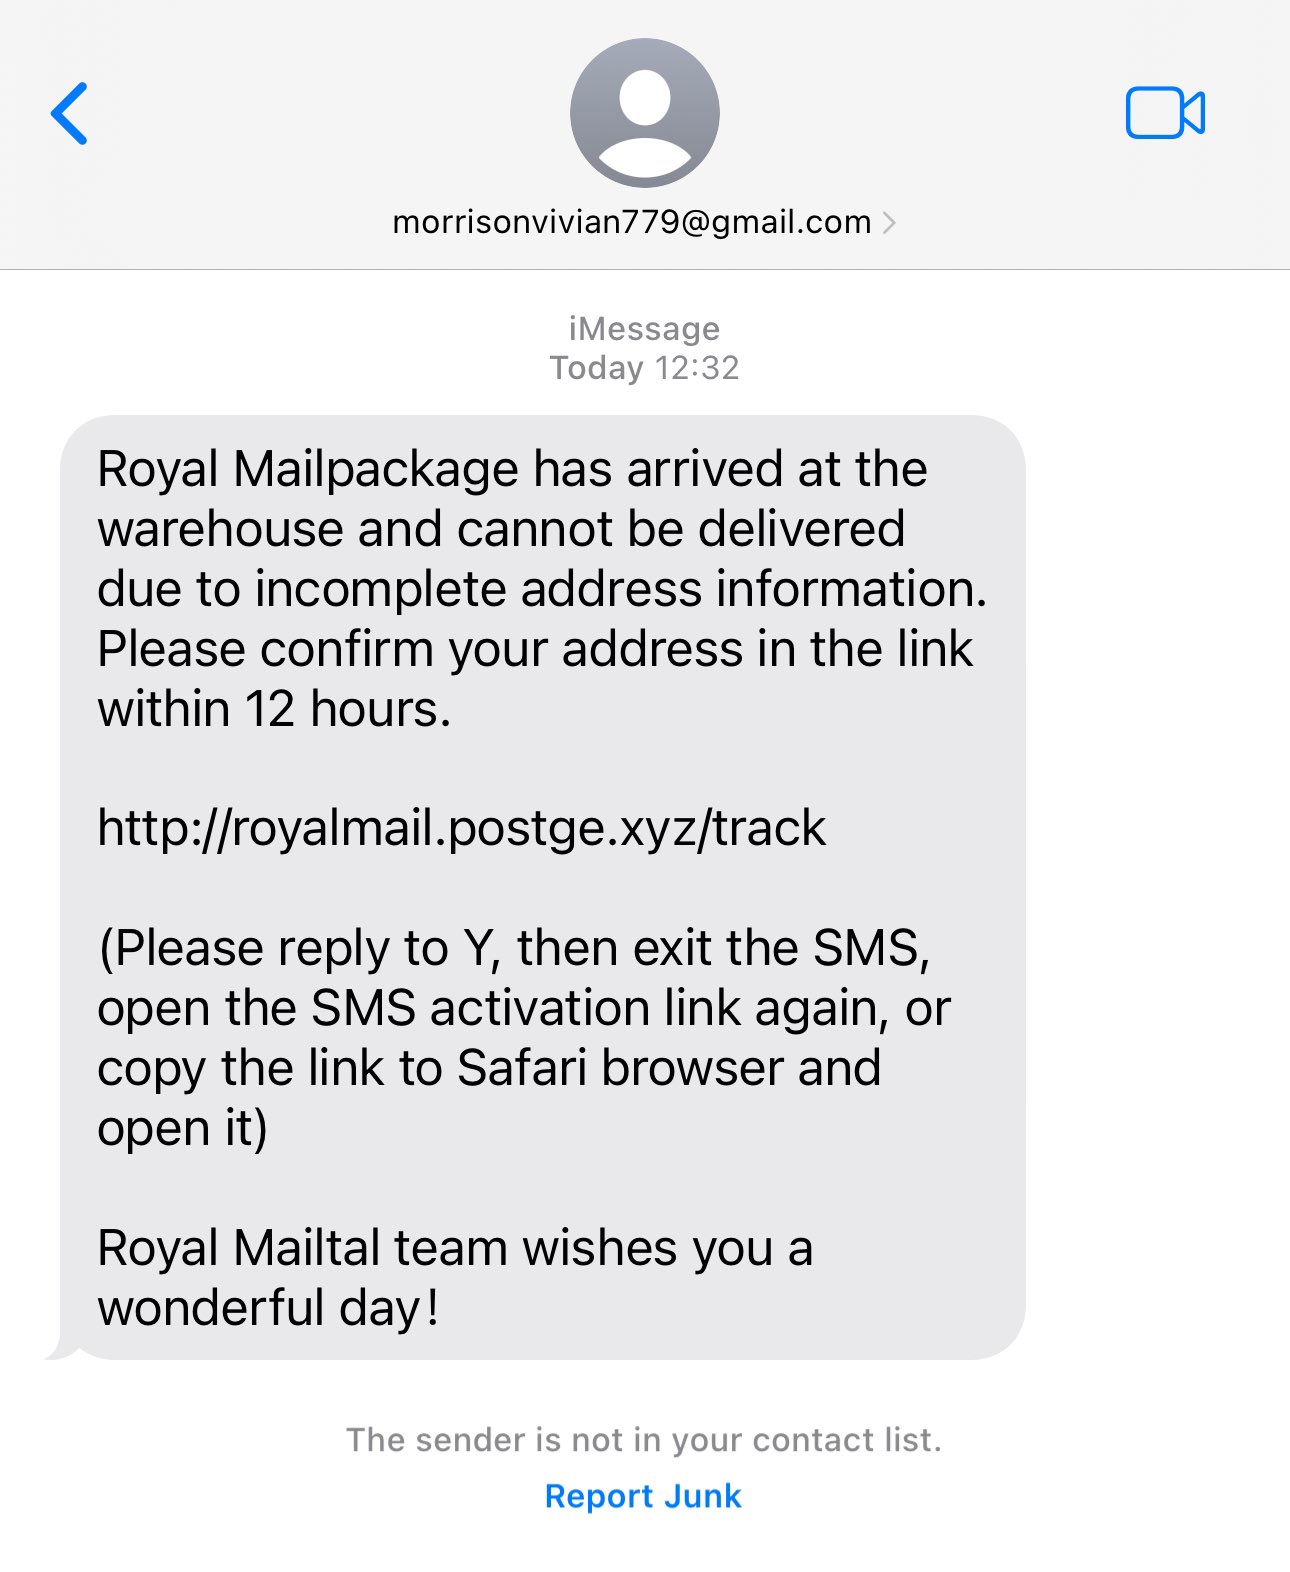 morrisonvivian779@gmail.com
iMessage
Today 12:32
Royal Mailpackage has arrived at the
warehouse and cannot be delivered
due to incomplete address information.
Please confirm your address in the link
within 12 hours.
http://royalmail.postge.xyz/track
(Please reply to Y, then exit the SMS,
open the SMS activation link again, or
copy the link to Safari browser and
open it)
Royal Mailtal team wishes you a
wonderful day!
The sender is not in your contact list.
Report Junk